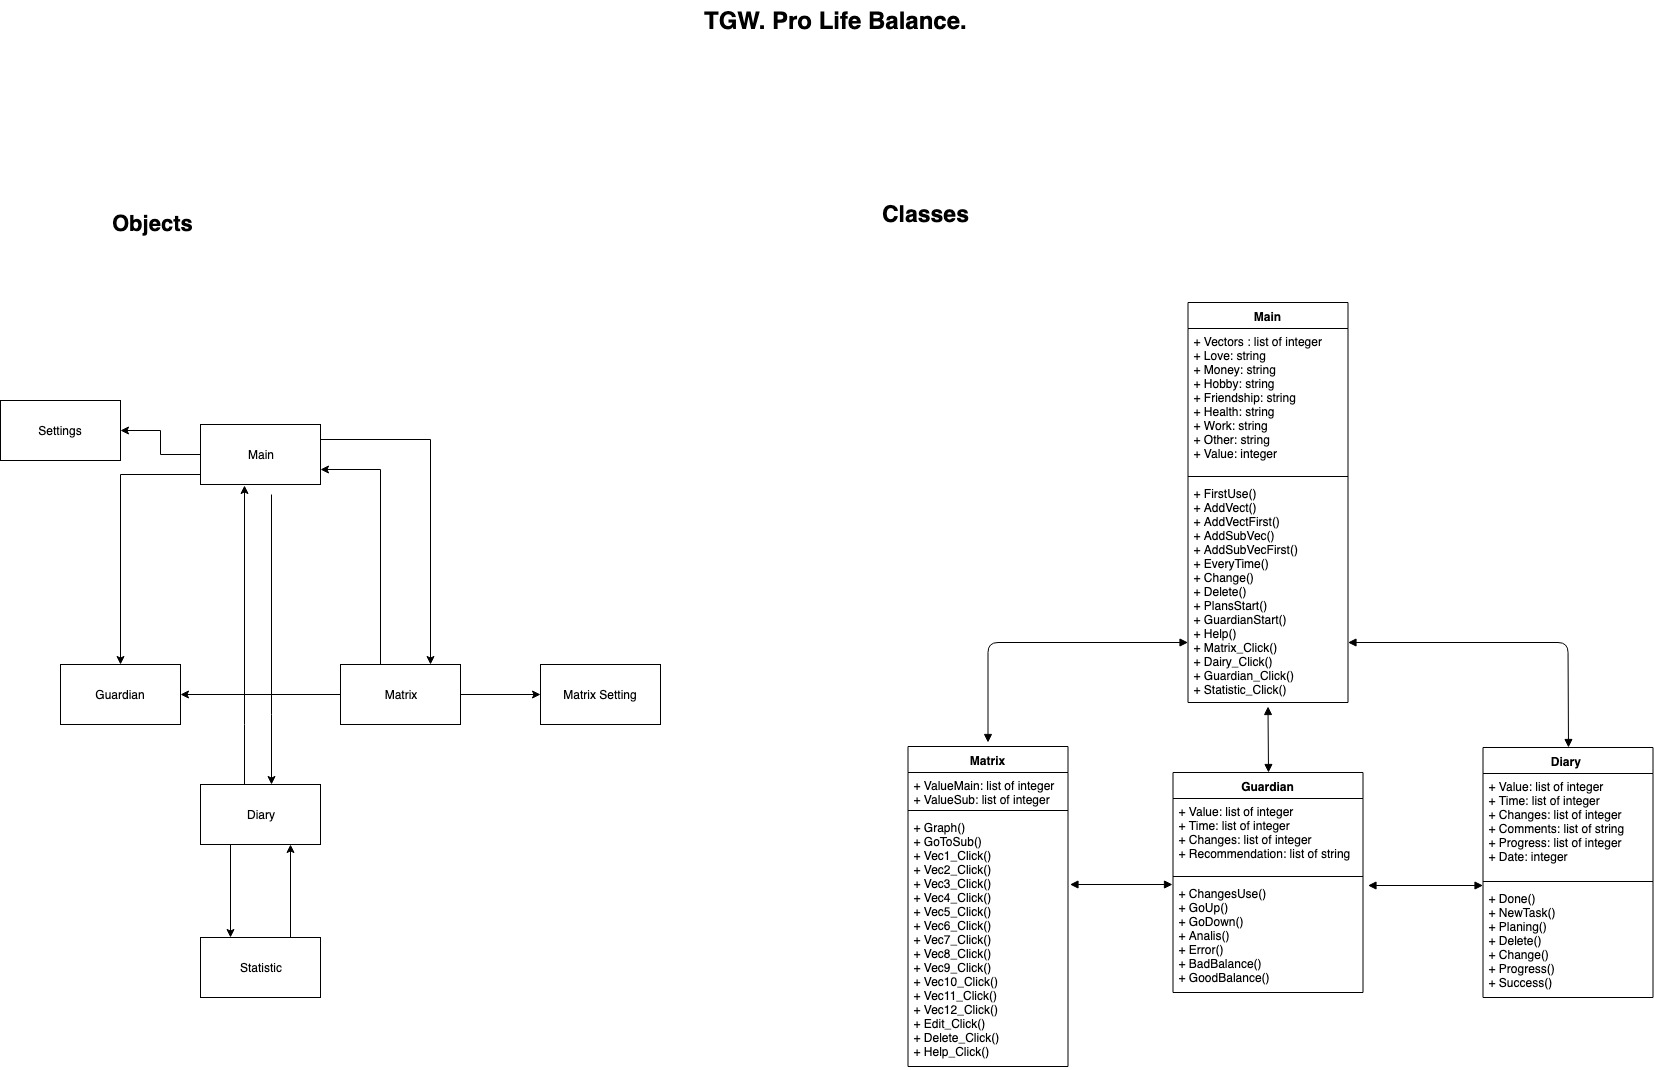 TGW. Pro Life Balance.
Objects
Settings
Main
Guardian
Matrix
Matrix Setting
Diary
Statistic
Classes
Main
+ Vectors : list of integer
+ Love: string
+ Money: string
+ Hobby: string
+ Friendship: string
+ Health: string
+ Work: string
+ Other: string
+ Value: integer
+ FirstUse()
+ AddVect()
+ AddVectFirst()
+ AddSubVec()
+ AddSubVecFirst()
+ EveryTime()
+ Change()
+ Delete()
+ PlansStart()
+ GuardianStart()
+ Help()
+ Matrix_Click()
+ Dairy_Click()
+ Guardian_Click()
+ Statistic_Click()
Matrix
+ ValueMain: list of integer
+ ValueSub: list of integer
+ Graph()
+ GoToSub()
+ Vec1_Click()
+ Vec2_Click()
+ Vec3_Click()
+ Vec4_Click()
+ Vec5_Click()
+ Vec6_Click()
+ Vec7_Click()
+ Vec8_Click()
+ Vec9_Click()
+ Vec10_Click()
+ Vec11_Click()
+ Vec12_Click()
+ Edit_Click()
+ Delete_Click()
+ Help_Click()
Guardian
+ Value: list of integer
+ Time: list of integer
+ Changes: list of integer
+ Recommendation: list of string
+ ChangesUse()
+ GoUp()
+ GoDown()
+ Analis()
+ Error()
+ BadBalance()
+ GoodBalance()
Diary
+ Value: list of integer
+ Time: list of integer
+ Changes: list of integer
+ Comments: list of string
+ Progress: list of integer
+ Date: integer
+ Done()
+ NewTask()
+ Planing()
+ Delete()
+ Change()
+ Progress()
+ Success()